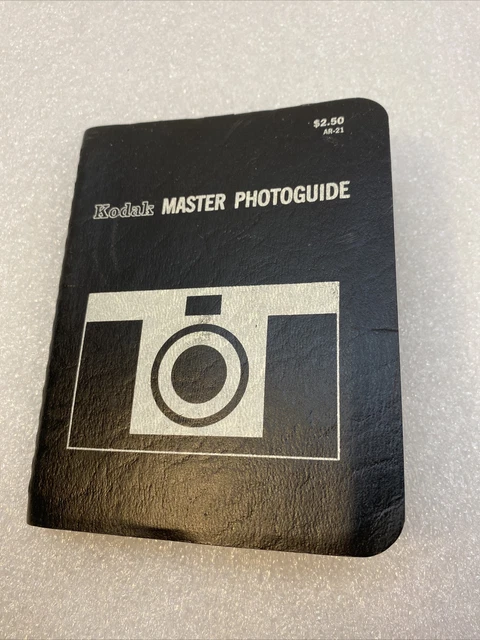 $2.50
AR-21
Kodak MASTER PHOTOGUIDE